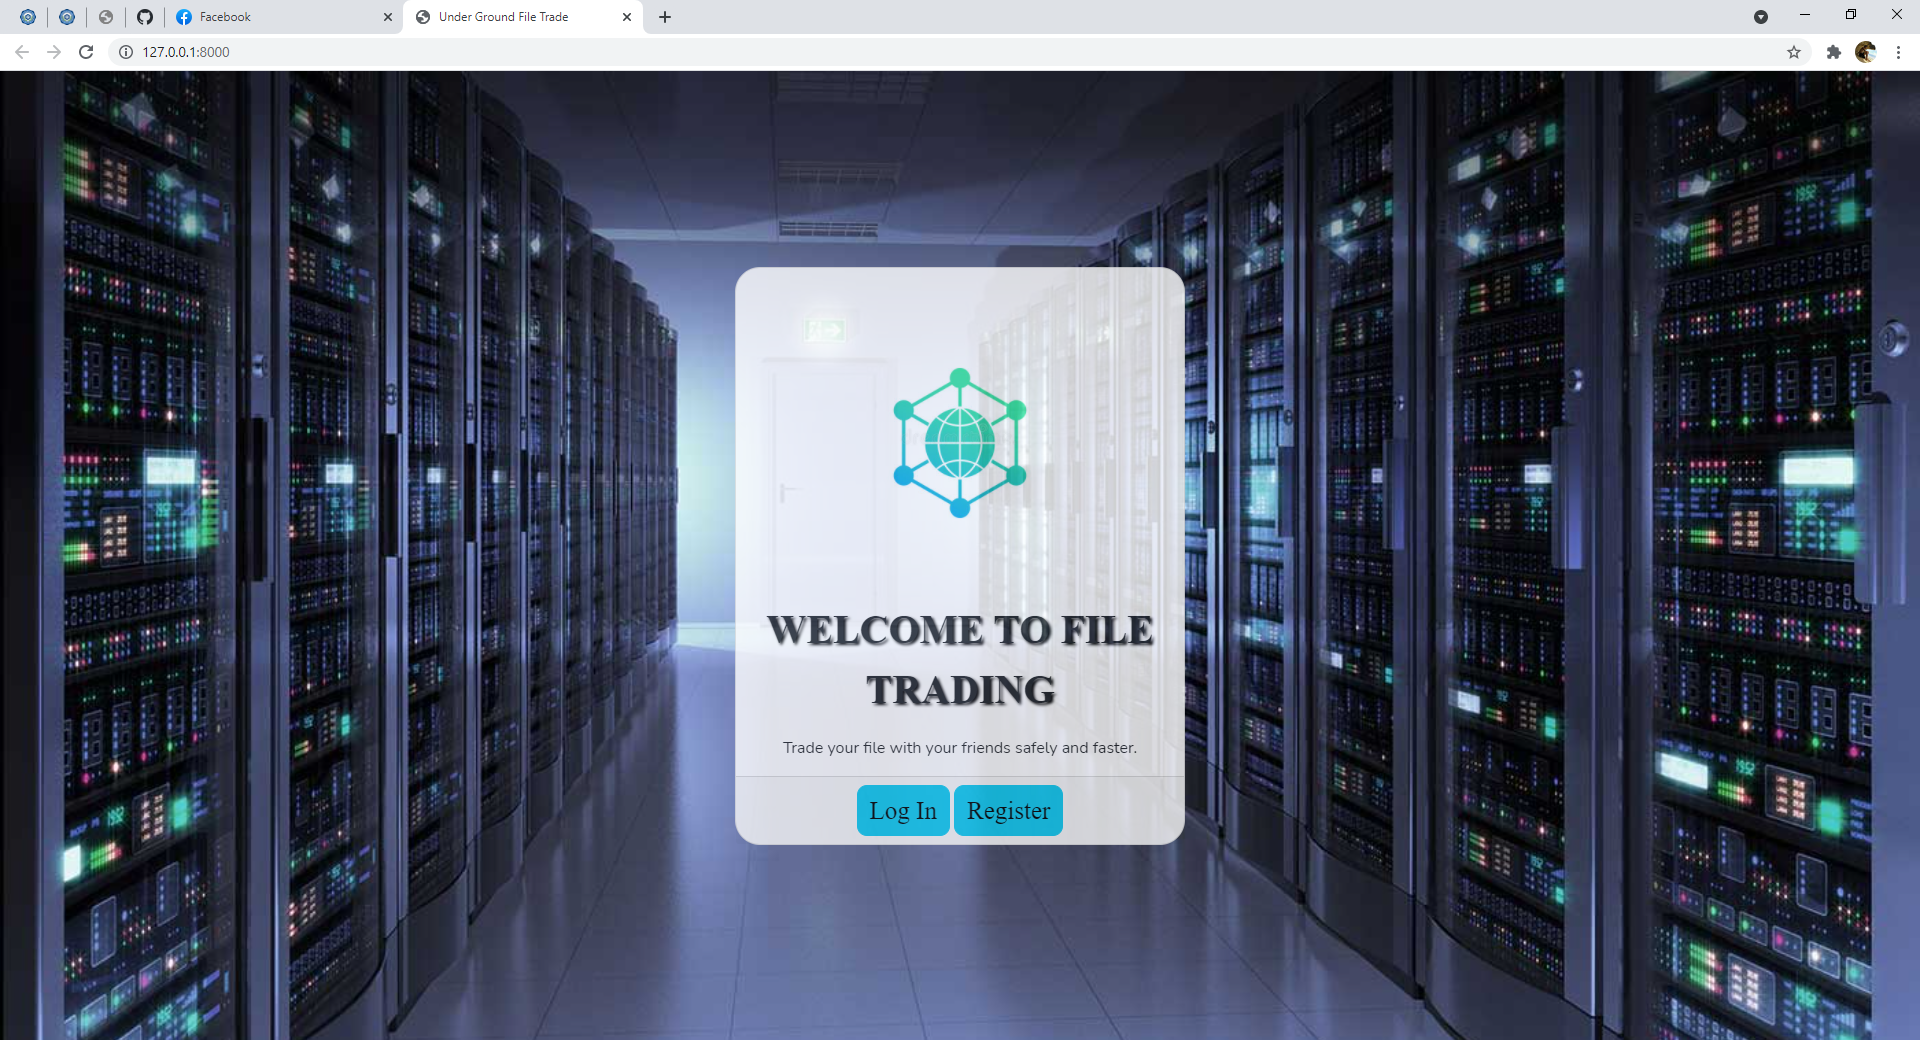 Facebook
Under Ground File Trade
127.0.0.1:8000
WELCOME TO FILE
TRADING
Trade your file with your friends safely and faster.
Log In
Register